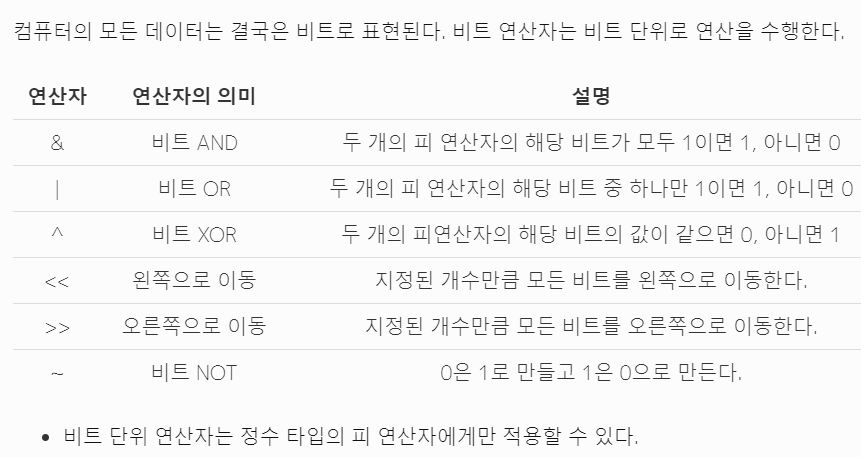 컴퓨터의 모든 데이터는 결국은 비트로 표현된다. 비트 연산자는 비트 단위로 연산을 수행한다.
연산자 연산자의 의미 설명
& 비트 AND 두 개의 피 연산자의 해당 비트가 모두 1이면 1, 아니면 0
| 비트 OR 두 개의 피 연산자의 해당 비트 중 하나만 1이면 1, 아니면 0
^ 비트 XOR 두 개의 피연산자의 해당 비트의 값이 같으면 0, 아니면 1
<< 왼쪽으로 이동 지정된 개수만큼 모든 비트를 왼쪽으로 이동한다.
>> 오른쪽으로 이동 지정된 개수만큼 모든 비트를 오른쪽으로 이동한다.
~ 비트 NOT 0은 1로 만들고 1은 0으로 만든다.
• 비트 단위 연산자는 정수 타입의 피 연산자에게만 적용할 수 있다.